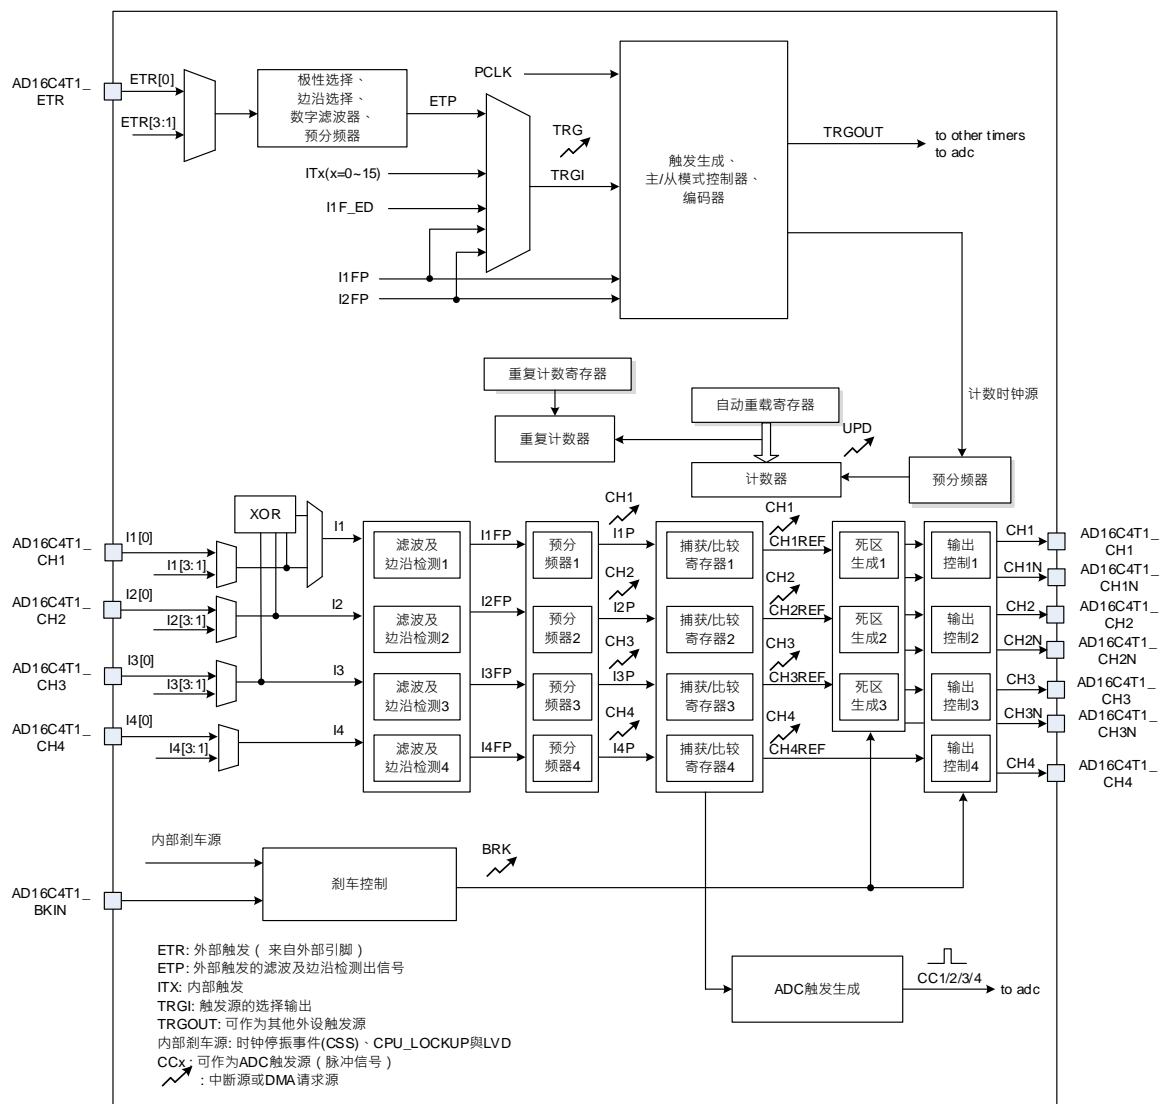 AD16C4T1_
ETR
ETR[0]
ETR[3:1]
极性选择、
边沿选择、
数字滤波器、
预分频器
ETP
PCLK
ITx(x=0~15)
I1F_ED
I1FP
I2FP
TRG
TRGI
触发生成、
主/从模式控制器、
编码器
TRGOUT
to other timers
to adc
重复计数寄存器
重复计数器
自动重载寄存器
计数器
UPD
计数时钟源
预分频器
AD16C4T1_
CH1
I1[0]
I1[3:1]
XOR
I1
滤波及
边沿检测1
I1FP
预分
频器1
CH1
I1P
捕获/比较
寄存器1
CH1
CH1REF
死区
生成1
输出
控制1
CH1
AD16C4T1_
CH1
CH1N
AD16C4T1_
CH1N
AD16C4T1_
CH2
I2[0]
I2[3:1]
I2
滤波及
边沿检测2
I2FP
预分
频器2
CH2
I2P
捕获/比较
寄存器2
CH2
CH2REF
死区
生成2
输出
控制2
CH2
AD16C4T1_
CH2
CH2N
AD16C4T1_
CH2N
AD16C4T1_
CH3
I3[0]
I3[3:1]
I3
滤波及
边沿检测3
I3FP
预分
频器3
CH3
I3P
捕获/比较
寄存器3
CH3
CH3REF
死区
生成3
输出
控制3
CH3
AD16C4T1_
CH3
CH3N
AD16C4T1_
CH3N
AD16C4T1_
CH4
I4[0]
I4[3:1]
I4
滤波及
边沿检测4
I4FP
预分
频器4
CH4
I4P
捕获/比较
寄存器4
CH4
CH4REF
输出
控制4
CH4
AD16C4T1_
CH4
内部刹车源
AD16C4T1_
BKIN
刹车控制
BRK
ADC触发生成
CC1/2/3/4
to adc
ETR: 外部触发（ 来自外部引脚）
ETP: 外部触发的滤波及边沿检测出信号
ITX: 内部触发
TRGI: 触发源的选择输出
TRGOUT: 可作为其他外设触发源
内部刹车源: 时钟停振事件(CSS)、CPU_LOCKUP與LVD
CCx : 可作为ADC触发源（脉冲信号）
: 中断源或DMA请求源